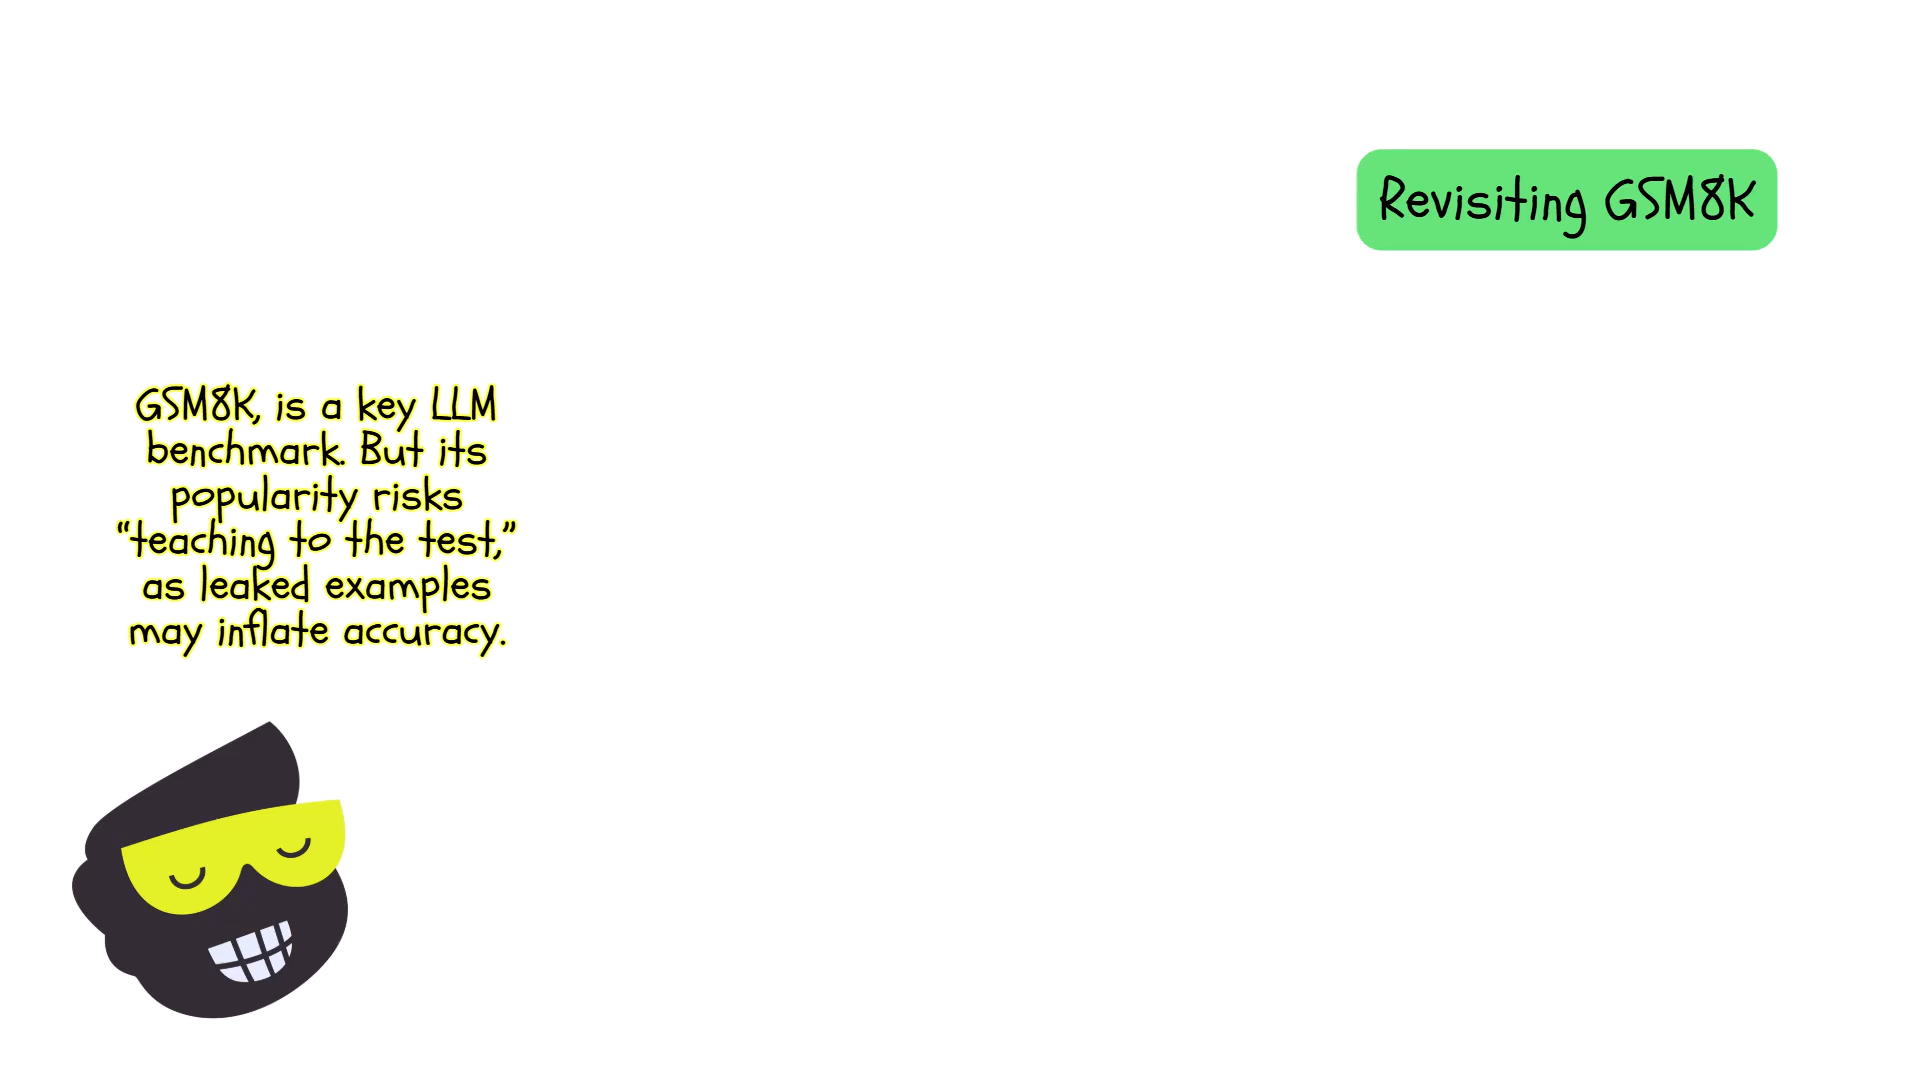 Revisiting GSM8K
GSM8K, is a key LLM
benchmark. But its
popularity risks
“teaching to the test,”
as leaked examples
may inflate accuracy.